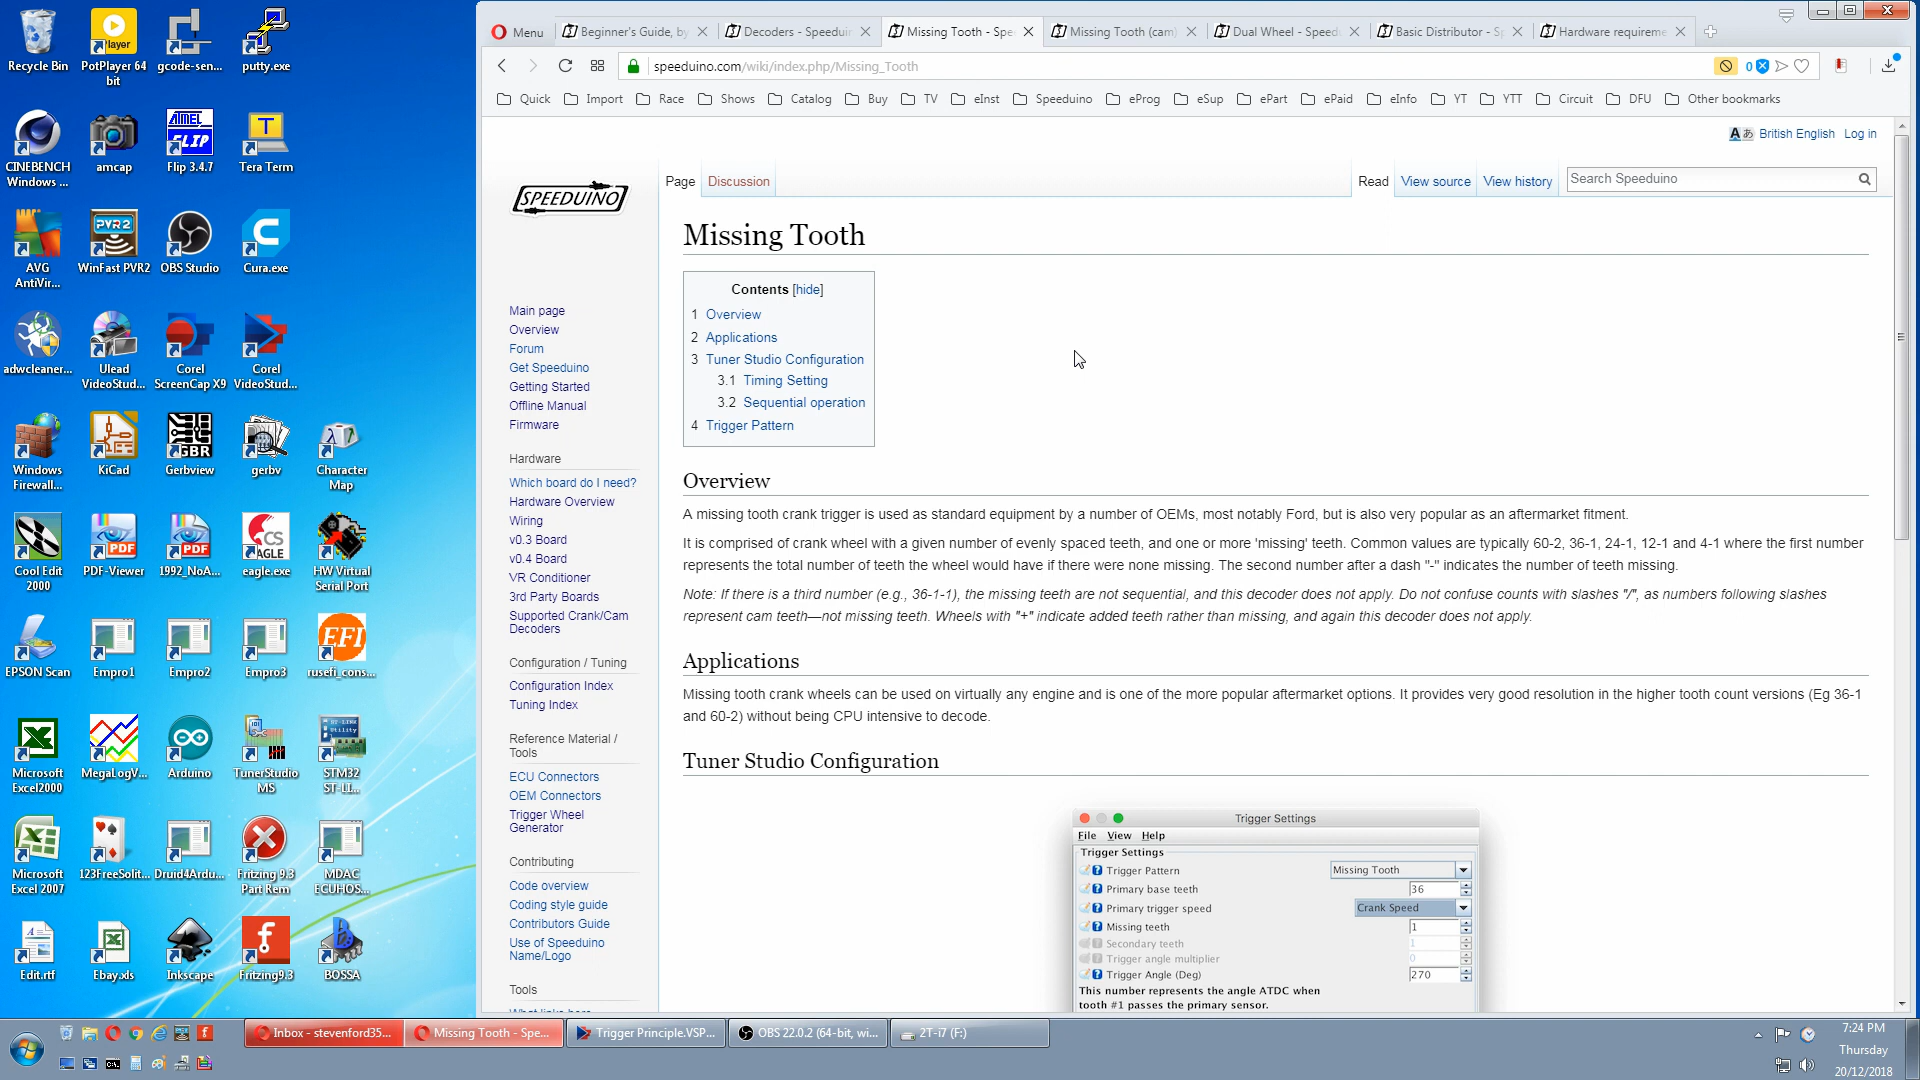 Recycle Bin
PotPlayer 64 bit
gcode-sen...
putty.exe
CINEBENCH Windows ...
amcap
Flip 3.4.7
Tera Term
AVG AntiVir...
WinFast PVR2
OBS Studio
Cura.exe
adwcleaner...
Ulead VideoStud...
Corel ScreenCap X9
Corel VideoStud...
Windows Firewall...
KiCad
Gerbview
gerbv
Character Map
Cool Edit 2000
PDF-Viewer
1992_NoA...
eagle.exe
HW Virtual Serial Port
EPSON Scan
Empro1
Empro2
Empro3
rusefi_cons...
Microsoft Excel2000
MegaLogV...
Arduino
TunerStudio MS
STM32 ST-LI...
Microsoft Excel 2007
123FreeSolit...
Druid4Ardu...
Fritzing 9.3 Part Rem
MDAC ECUHOS...
Edit.rtf
Ebay.xls
Inkscape
Fritzing9.3
BOSSA
Menu
Beginner's Guide, by
Decoders - Speeduin
Missing Tooth - Spe
Missing Tooth (cam)
Dual Wheel - Speed
Basic Distributor - S
Hardware requireme
speeduino.com/wiki/index.php/Missing_Tooth
0
Quick Import Race Shows Catalog Buy TV eInst Speeduino eProg eSup ePart ePaid eInfo YT YTT Circuit DFU Other bookmarks
British English Log in
SPEEDUINO
Page Discussion Read View source View history Search Speeduino
Main page
Overview
Forum
Get Speeduino
Getting Started
Offline Manual
Firmware
Hardware
Which board do I need?
Hardware Overview
Wiring
v0.3 Board
v0.4 Board
VR Conditioner
3rd Party Boards
Supported Crank/Cam
Decoders
Configuration / Tuning
Configuration Index
Tuning Index
Reference Material /
Tools
ECU Connectors
OEM Connectors
Trigger Wheel
Generator
Contributing
Code overview
Coding style guide
Contributors Guide
Use of Speeduino
Name/Logo
Tools
Missing Tooth
Contents [hide]
1 Overview
2 Applications
3 Tuner Studio Configuration
3.1 Timing Setting
3.2 Sequential operation
4 Trigger Pattern
Overview
A missing tooth crank trigger is used as standard equipment by a number of OEMs, most notably Ford, but is also very popular as an aftermarket fitment.
It is comprised of crank wheel with a given number of evenly spaced teeth, and one or more 'missing' teeth. Common values are typically 60-2, 36-1, 24-1, 12-1 and 4-1 where the first number
represents the total number of teeth the wheel would have if there were none missing. The second number after a dash "-" indicates the number of teeth missing.
Note: If there is a third number (e.g., 36-1-1), the missing teeth are not sequential, and this decoder does not apply. Do not confuse counts with slashes "/", as numbers following slashes
represent cam teeth—not missing teeth. Wheels with "+" indicate added teeth rather than missing, and again this decoder does not apply.
Applications
Missing tooth crank wheels can be used on virtually any engine and is one of the more popular aftermarket options. It provides very good resolution in the higher tooth count versions (Eg 36-1
and 60-2) without being CPU intensive to decode.
Tuner Studio Configuration
Trigger Settings
File View Help
Trigger Settings
Trigger Pattern Missing Tooth
Primary base teeth 36
Primary trigger speed Crank Speed
Missing teeth 1
Secondary teeth 1
Trigger angle multiplier 0
Trigger Angle (Deg) 270
This number represents the angle ATDC when
tooth #1 passes the primary sensor.
Inbox - stevenford35...
Missing Tooth - Spe...
Trigger Principle.VSP...
OBS 22.0.2 (64-bit, wi...
2T-i7 (F:)
7:24 PM
Thursday
20/12/2018